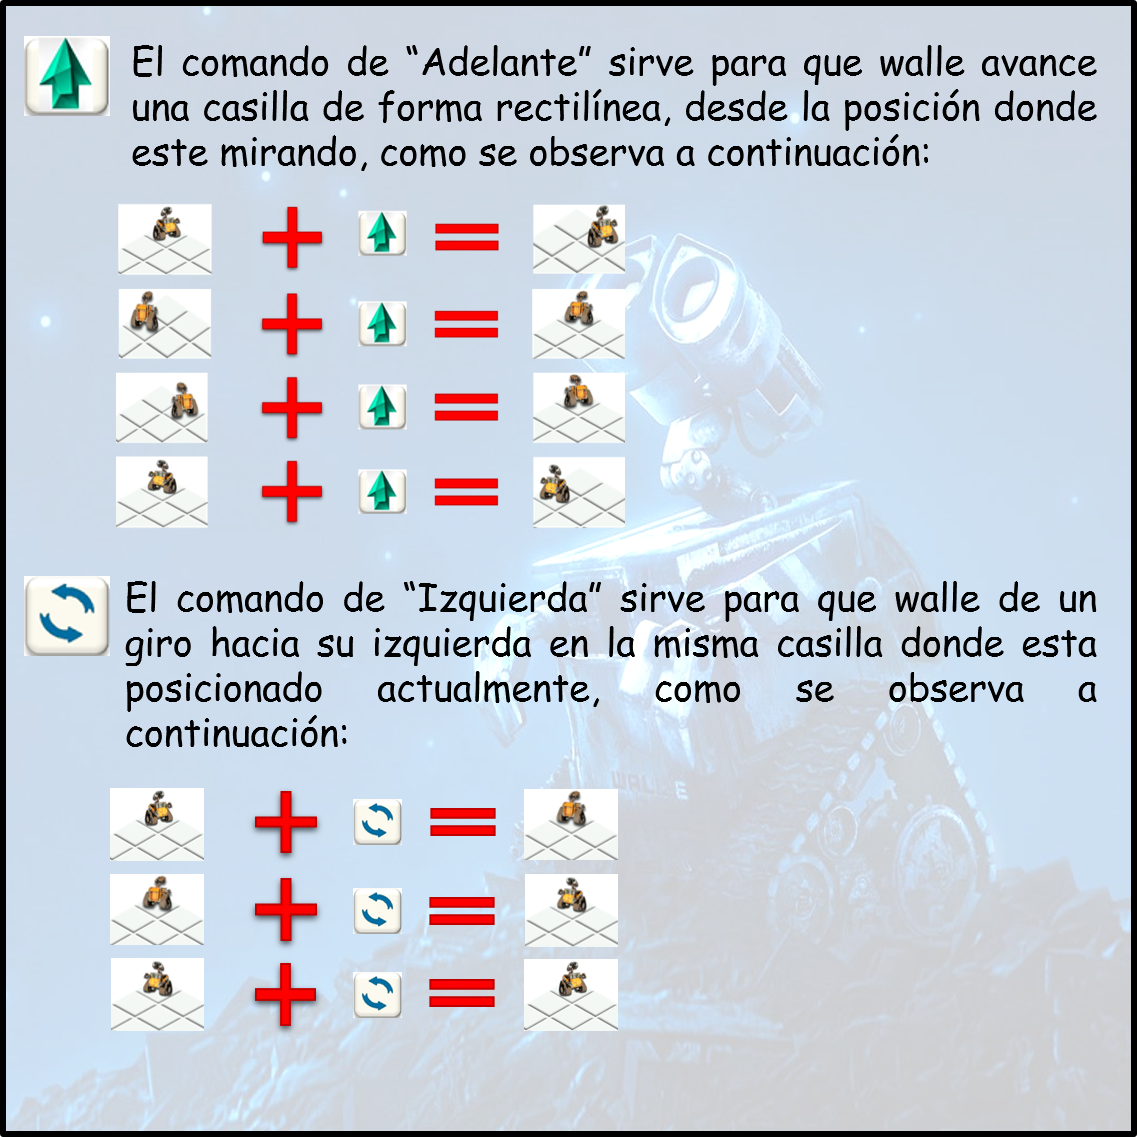 El comando de “Adelante” sirve para que walle avance
una casilla de forma rectilínea, desde la posición donde
este mirando, como se observa a continuación:
El comando de “Izquierda” sirve para que walle de un
giro hacia su izquierda en la misma casilla donde esta
posicionado actualmente, como se observa a
continuación:
WALL•E